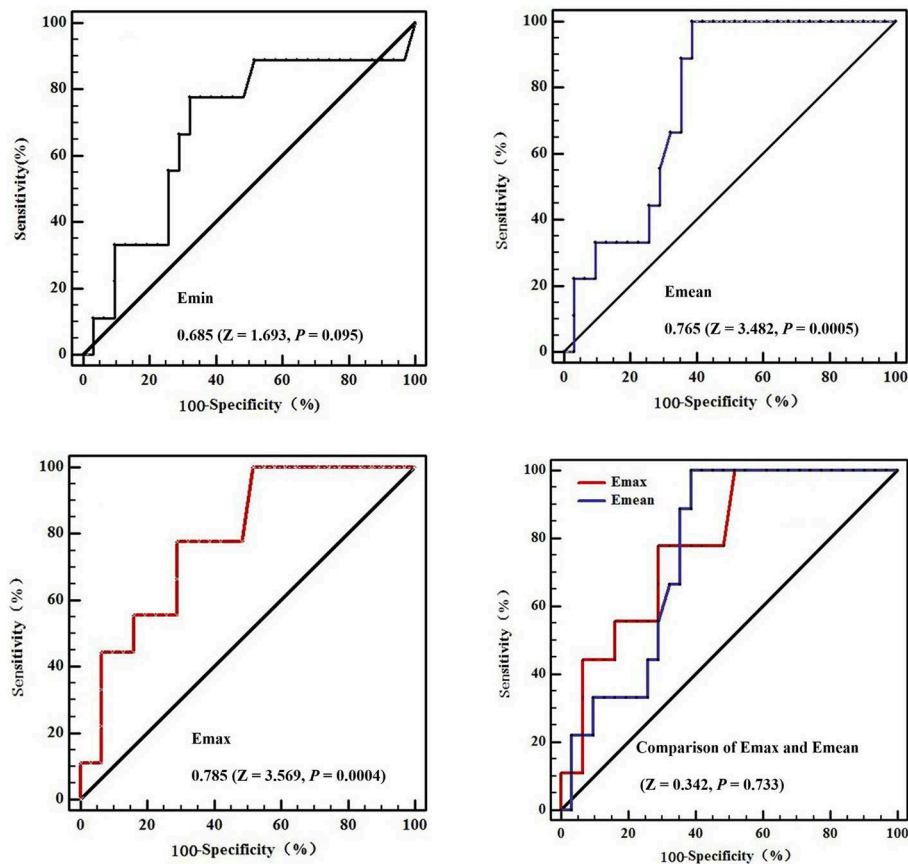 100
80
60
40
20
0
Sensitivity(%)
Emin
0.685 (Z = 1.693, P = 0.095)
0 20 40 60 80 100
100-Specificity（%）
100
80
60
40
20
0
Sensitivity（%）
Emean
0.765 (Z = 3.482, P = 0.0005)
0 20 40 60 80 100
100-Specificity（%）
100
80
60
40
20
0
Sensitivity（%）
Emax
0.785 (Z = 3.569, P = 0.0004)
0 20 40 60 80 100
100-Specificity（%）
100
80
60
40
20
0
Sensitivity（%）
Emax
Emean
Comparison of Emax and Emean
(Z = 0.342, P = 0.733)
0 20 40 60 80 100
100-Specificity（%）